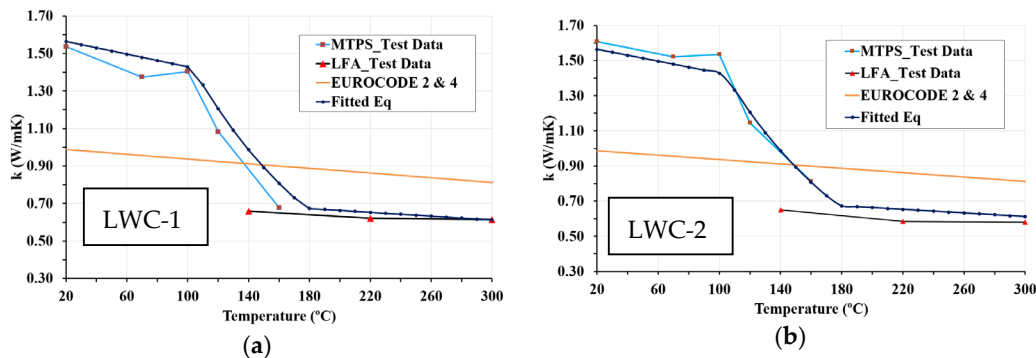 1.70
1.50
1.30
1.10
0.90
0.70
0.50
0.30
k (W/mK)
MTPS_Test Data
LFA_Test Data
EUROCODE 2 & 4
Fitted Eq
LWC-1
20 60 100 140 180 220 260 300
Temperature (ºC)
(a)
1.70
1.50
1.30
1.10
0.90
0.70
0.50
0.30
k (W/mK)
MTPS_Test Data
LFA_Test Data
EUROCODE 2 & 4
Fitted Eq
LWC-2
20 60 100 140 180 220 260 300
Temperature (ºC)
(b)